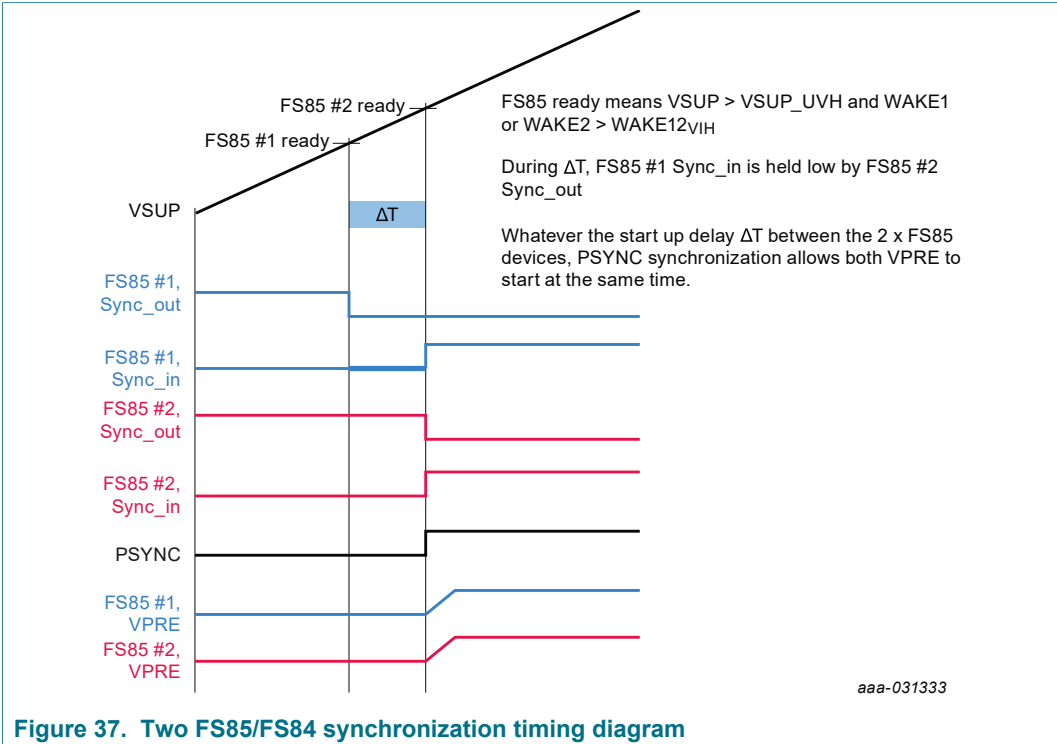 FS85 #2 ready
FS85 #1 ready
FS85 ready means VSUP > VSUP_UVH and WAKE1
or WAKE2 > WAKE12VIH
During ΔT, FS85 #1 Sync_in is held low by FS85 #2
Sync_out
Whatever the start up delay ΔT between the 2 x FS85
devices, PSYNC synchronization allows both VPRE to
start at the same time.
VSUP
ΔT
FS85 #1,
Sync_out
FS85 #1,
Sync_in
FS85 #2,
Sync_out
FS85 #2,
Sync_in
PSYNC
FS85 #1,
VPRE
FS85 #2,
VPRE
aaa-031333
Figure 37. Two FS85/FS84 synchronization timing diagram